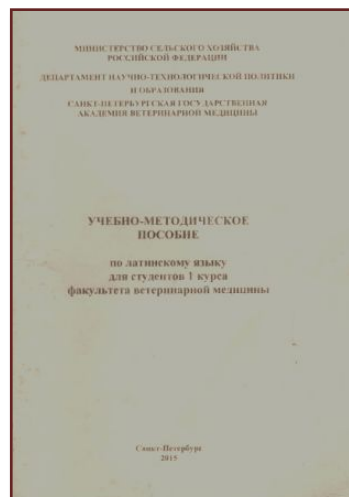 МИНИСТЕРСТВО СЕЛЬСКОГО ХОЗЯЙСТВА
РОССИЙСКОЙ ФЕДЕРАЦИИ
ДЕПАРТАМЕНТ НАУЧНО-ТЕХНОЛОГИЧЕСКОЙ ПОЛИТИКИ
И ОБРАЗОВАНИЯ
САНКТ-ПЕТЕРБУРГСКАЯ ГОСУДАРСТВЕННАЯ
АКАДЕМИЯ ВЕТЕРИНАРНОЙ МЕДИЦИНЫ
УЧЕБНО-МЕТОДИЧЕСКОЕ
ПОСОБИЕ
по латинскому языку
для студентов 1 курса
факультета ветеринарной медицины
Санкт-Петербург
2015